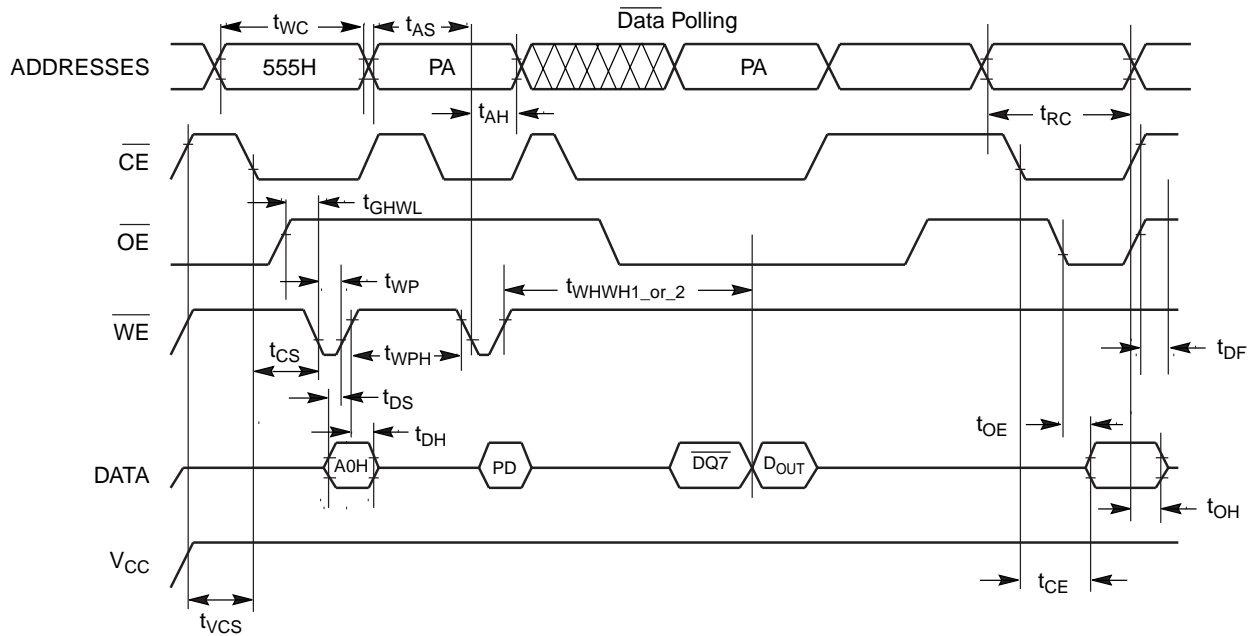 Data Polling
tWC
tAS
ADDRESSES
555H
PA
PA
tAH
tRC
CE
tGHWL
OE
tWP
tWHWH1_or_2
WE
tCS
tWPH
tDF
tDS
tOE
tDH
DATA
A0H
PD
DQ7
DOUT
tOH
VCC
tCE
tVCS